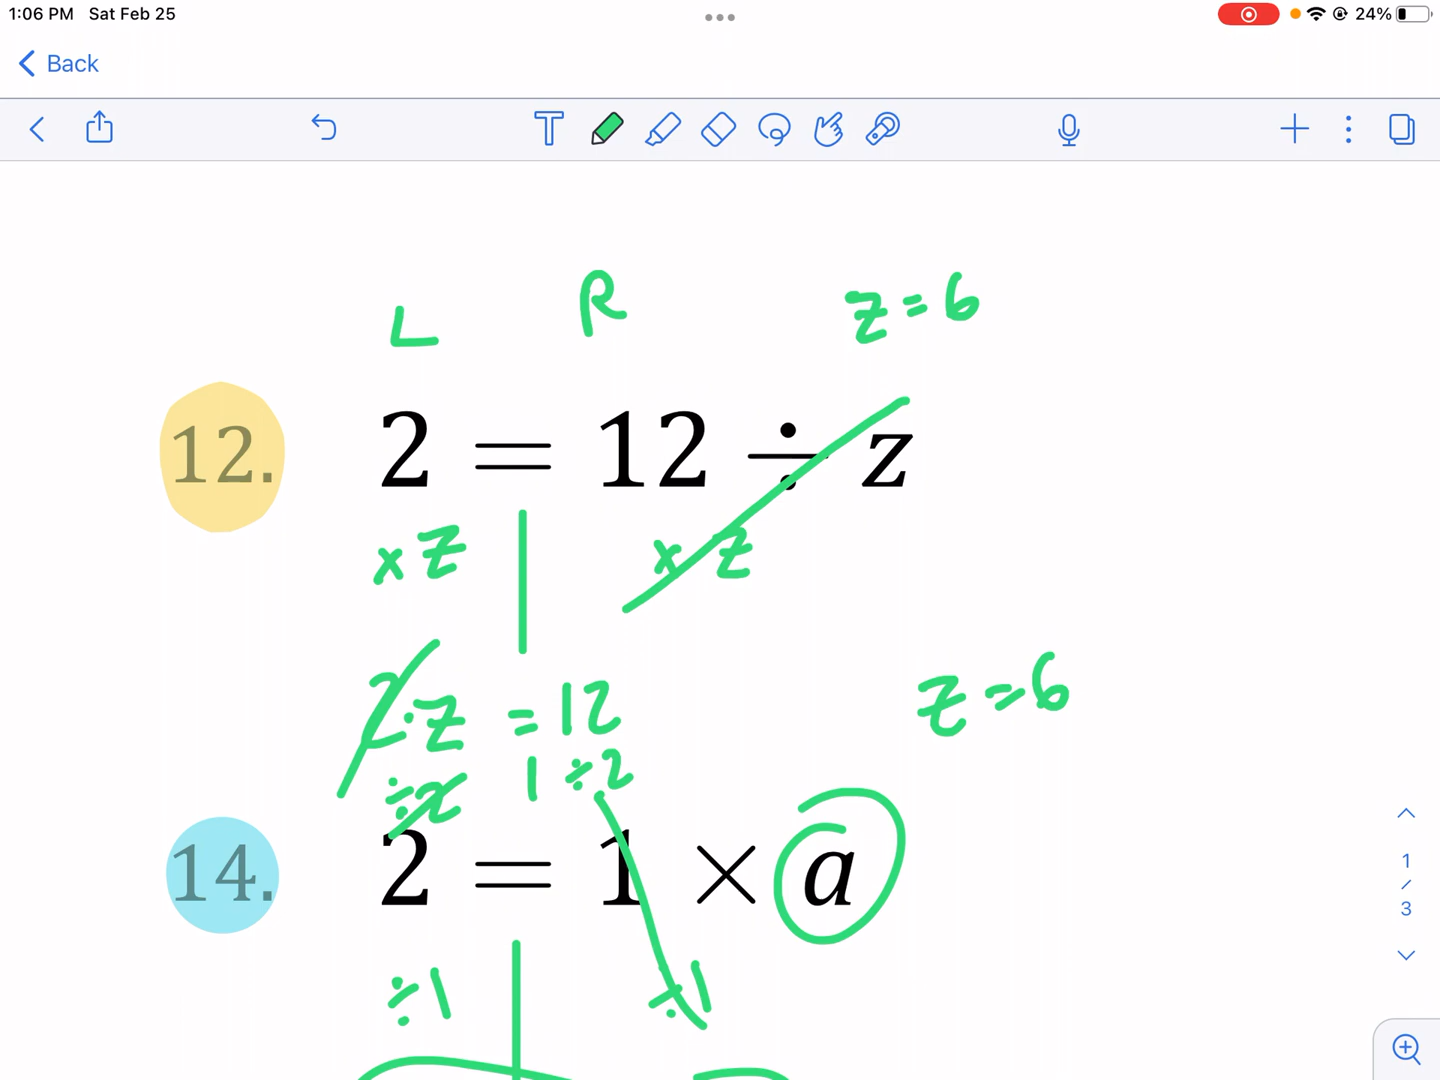 1:06 PM Sat Feb 25
24%
Back
L R z = 6
12. 2 = 12 ÷ z
x z x z
2·z = 12
z = 6
÷2 ÷2
14. 2 = 1 × a
÷1 ÷1
1
/
3